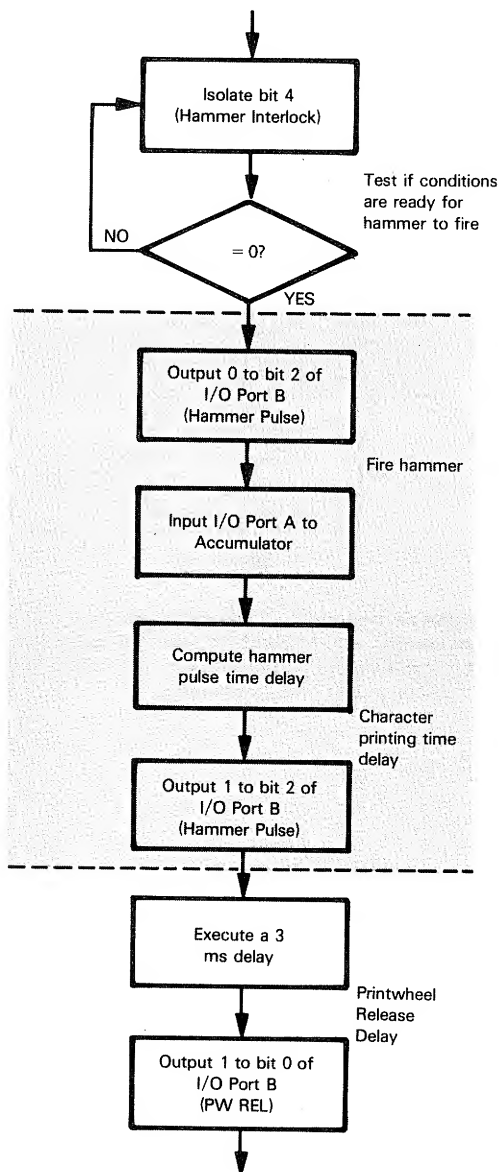 Isolate bit 4
(Hammer Interlock)
Test if conditions
are ready for
hammer to fire
NO
= 0?
YES
Output 0 to bit 2 of
I/O Port B
(Hammer Pulse)
Fire hammer
Input I/O Port A to
Accumulator
Compute hammer
pulse time delay
Character
printing time
delay
Output 1 to bit 2 of
I/O Port B
(Hammer Pulse)
Execute a 3
ms delay
Printwheel
Release
Delay
Output 1 to bit 0 of
I/O Port B
(PW REL)